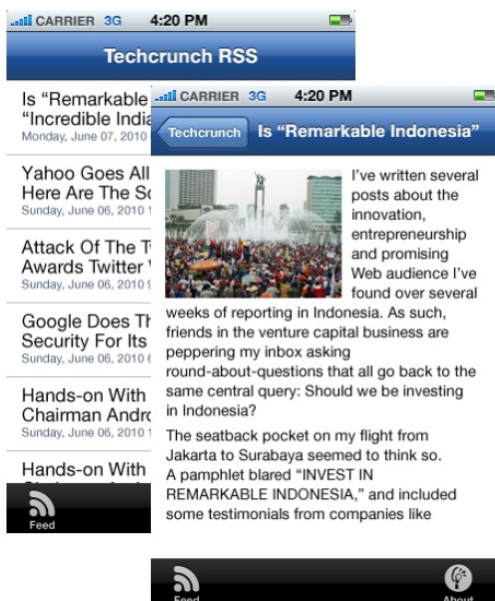 CARRIER 3G 4:20 PM
Techcrunch RSS
Is “Remarkable
“Incredible India
Monday, June 07, 2010
Yahoo Goes All
Here Are The
Sunday, June 06, 2010 1
Attack Of The
Awards Twitter
Sunday, June 06, 2010
Google Does
Security For Its
Sunday, June 06, 2010
Hands-on With
Chairman
Sunday, June 06, 2010 1
Hands-on With
Feed
CARRIER 3G 4:20 PM
Techcrunch
Is “Remarkable Indonesia”
I’ve written several
posts about the
innovation,
entrepreneurship
and promising
Web audience I’ve
found over several
weeks of reporting in Indonesia. As such,
friends in the venture capital business are
peppering my inbox asking
round-about-questions that all go back to the
same central query: Should we be investing
in Indonesia?
The seatback pocket on my flight from
Jakarta to Surabaya seemed to think so.
A pamphlet blared “INVEST IN
REMARKABLE INDONESIA,” and included
some testimonials from companies like
Feed
About